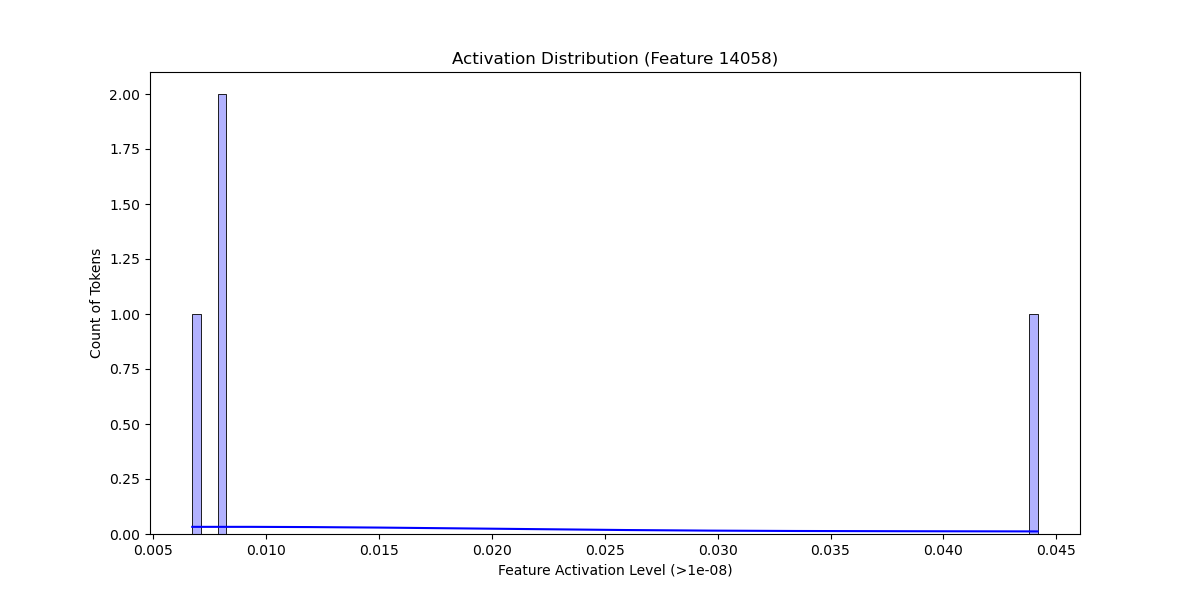 Activation Distribution (Feature 14058)
2.00
1.75
1.50
1.25
1.00
0.75
0.50
0.25
0.00
Count of Tokens
0.005 0.010 0.015 0.020 0.025 0.030 0.035 0.040 0.045
Feature Activation Level (>1e-08)